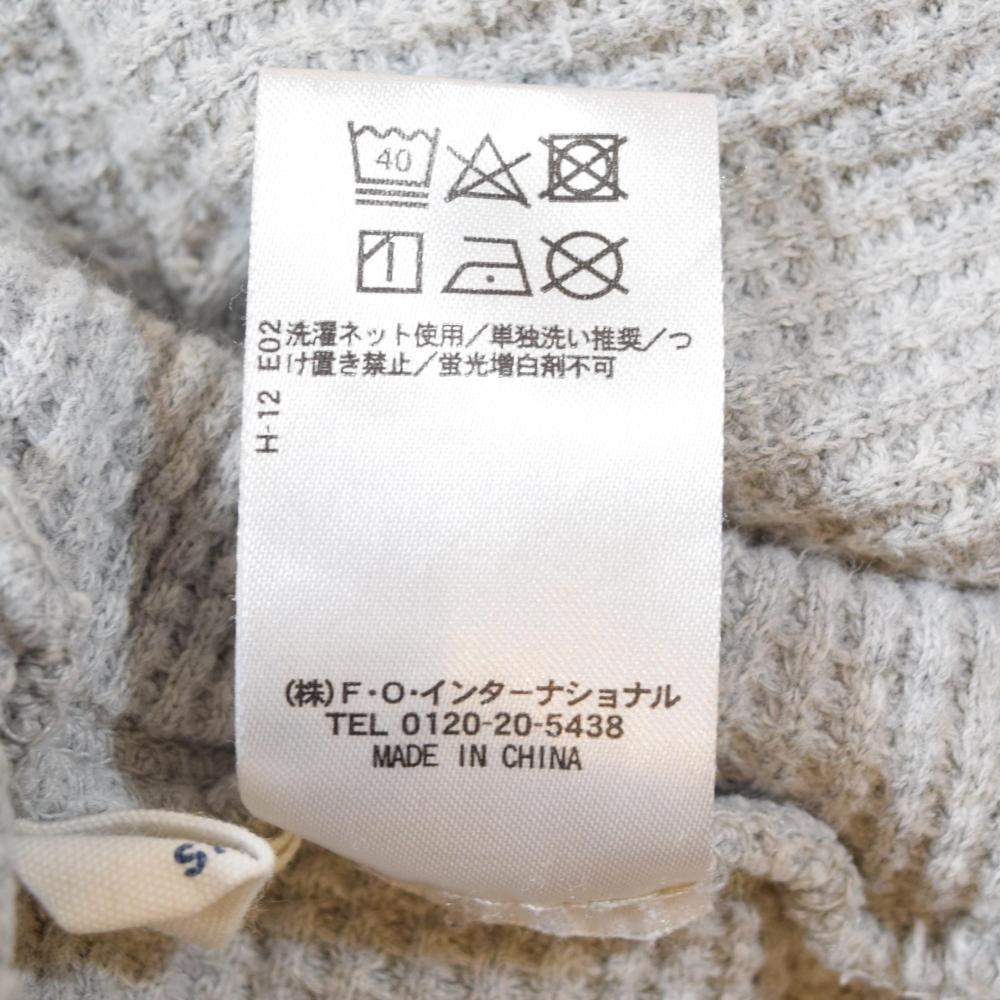 40
洗濯ネット使用／単独洗い推奨／つ
け置き禁止／蛍光増白剤不可
H-12 E02
(株)F・O・インターナショナル
TEL 0120-20-5438
MADE IN CHINA
S.